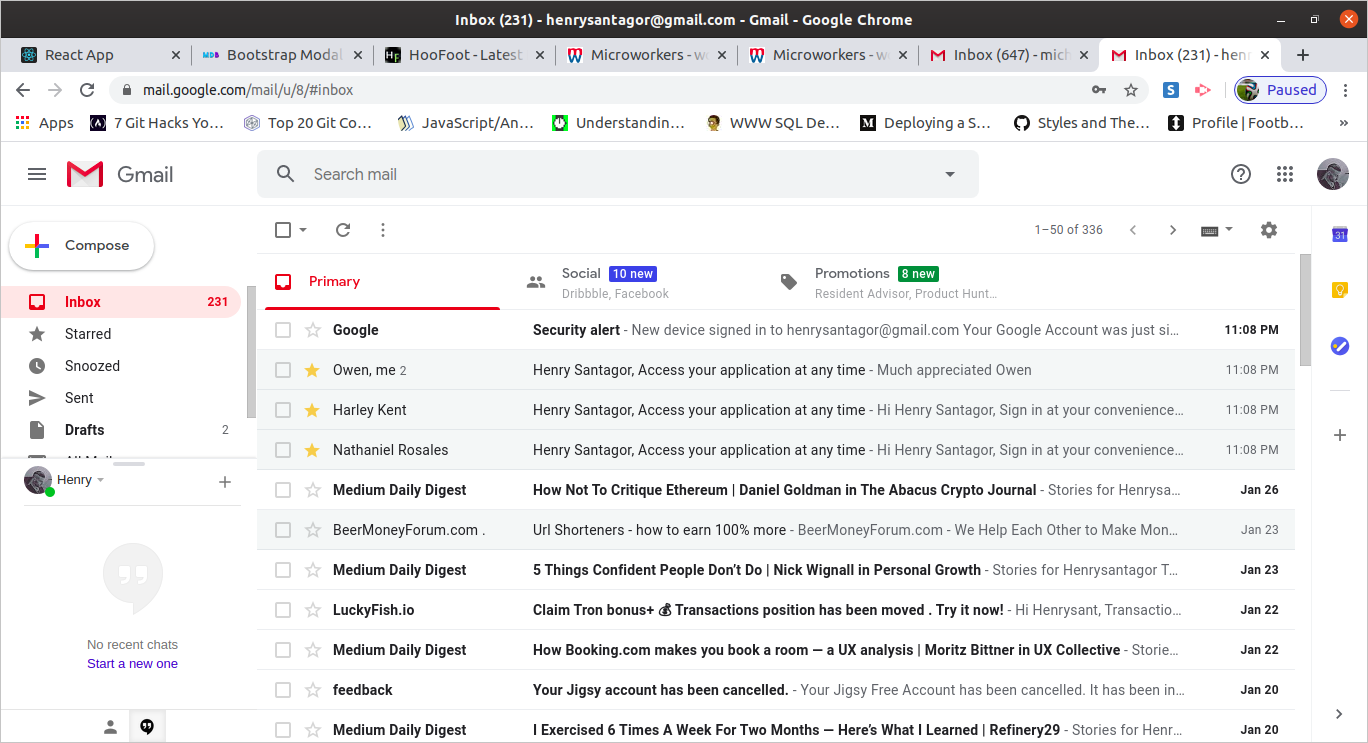 Inbox (231) - henrysantagor@gmail.com - Gmail - Google Chrome
React App Bootstrap Modal HooFoot - Latest Microworkers - wo Microworkers - wo Inbox (647) - mich Inbox (231) - henr
mail.google.com/mail/u/8/#inbox S Paused
Apps 7 Git Hacks Yo… Top 20 Git Co… JavaScript/An… Understandin… WWW SQL De… Deploying a S… Styles and The… Profile | Footb… »
Gmail Search mail
Compose 1–50 of 336
Inbox 231
Starred
Snoozed
Sent
Drafts 2
Henry
No recent chats
Start a new one
Primary Social 10 new Promotions 8 new
Dribbble, Facebook Resident Advisor, Product Hunt…
Google Security alert - New device signed in to henrysantagor@gmail.com Your Google Account was just si… 11:08 PM
Owen, me 2 Henry Santagor, Access your application at any time - Much appreciated Owen 11:08 PM
Harley Kent Henry Santagor, Access your application at any time - Hi Henry Santagor, Sign in at your convenience… 11:08 PM
Nathaniel Rosales Henry Santagor, Access your application at any time - Hi Henry Santagor, Sign in at your convenience… 11:08 PM
Medium Daily Digest How Not To Critique Ethereum | Daniel Goldman in The Abacus Crypto Journal - Stories for Henrysa… Jan 26
BeerMoneyForum.com . Url Shorteners - how to earn 100% more - BeerMoneyForum.com - We Help Each Other to Make Mon… Jan 23
Medium Daily Digest 5 Things Confident People Don’t Do | Nick Wignall in Personal Growth - Stories for Henrysantagor T… Jan 23
LuckyFish.io Claim Tron bonus+ 💰 Transactions position has been moved . Try it now! - Hi Henrysant, Transactio… Jan 22
Medium Daily Digest How Booking.com makes you book a room — a UX analysis | Moritz Bittner in UX Collective - Storie… Jan 22
feedback Your Jigsy account has been cancelled. - Your Jigsy Free Account has been cancelled. It has been in… Jan 20
Medium Daily Digest I Exercised 6 Times A Week For Two Months — Here’s What I Learned | Refinery29 - Stories for Henr… Jan 20
31